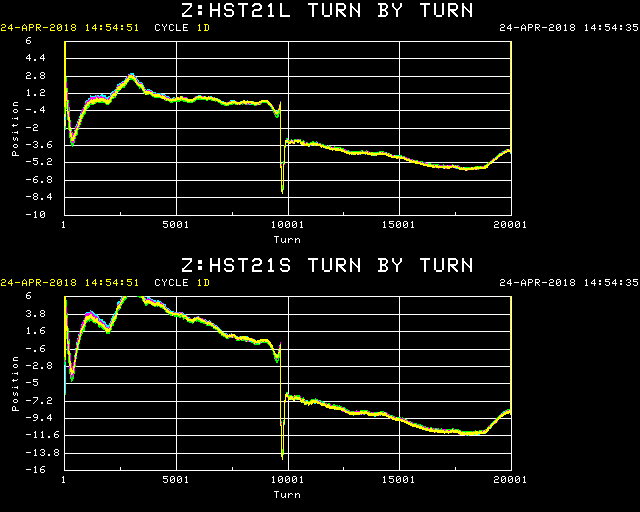 Z:HST21L TURN BY TURN
24-APR-2018 14:54:51 CYCLE 1D 24-APR-2018 14:54:35
6
4.4
2.8
1.2
-.4
-2
-3.6
-5.2
-6.8
-8.4
-10
Position
1 5001 10001 15001 20001
Turn
Z:HST21S TURN BY TURN
24-APR-2018 14:54:51 CYCLE 1D 24-APR-2018 14:54:35
6
3.8
1.6
-.6
-2.8
-5
-7.2
-9.4
-11.6
-13.8
-16
Position
1 5001 10001 15001 20001
Turn